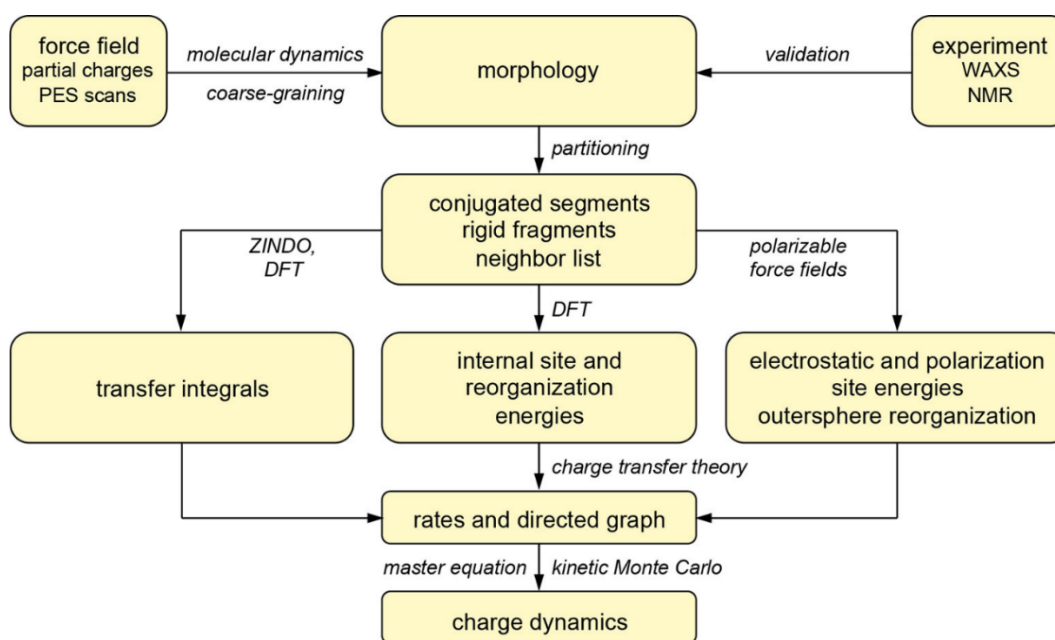 force field
partial charges
PES scans
molecular dynamics
coarse-graining
morphology
validation
experiment
WAXS
NMR
partitioning
conjugated segments
rigid fragments
neighbor list
ZINDO,
DFT
DFT
polarizable
force fields
transfer integrals
internal site and
reorganization
energies
electrostatic and polarization
site energies
outersphere reorganization
charge transfer theory
rates and directed graph
master equation
kinetic Monte Carlo
charge dynamics